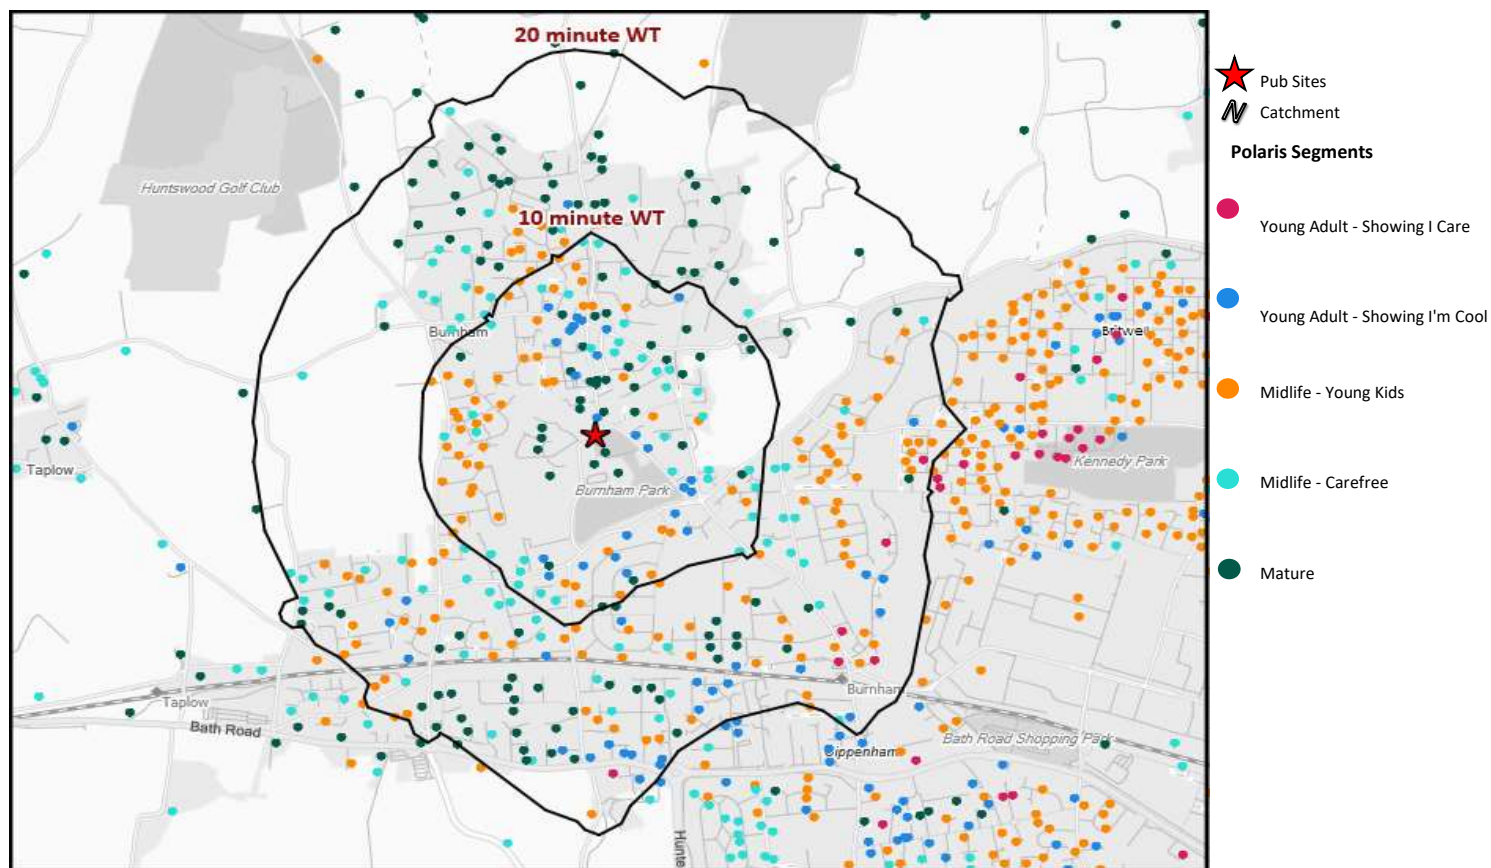 20 minute WT
Huntswood Golf Club
10 minute WT
Burnham
Britwell
Taplow
Kennedy Park
Burnham Park
Burnham
Taplow
Bath Road
Bath Road Shopping Park
Cippenham
Hunte
Pub Sites
Catchment
Polaris Segments
Young Adult - Showing I Care
Young Adult - Showing I'm Cool
Midlife - Young Kids
Midlife - Carefree
Mature